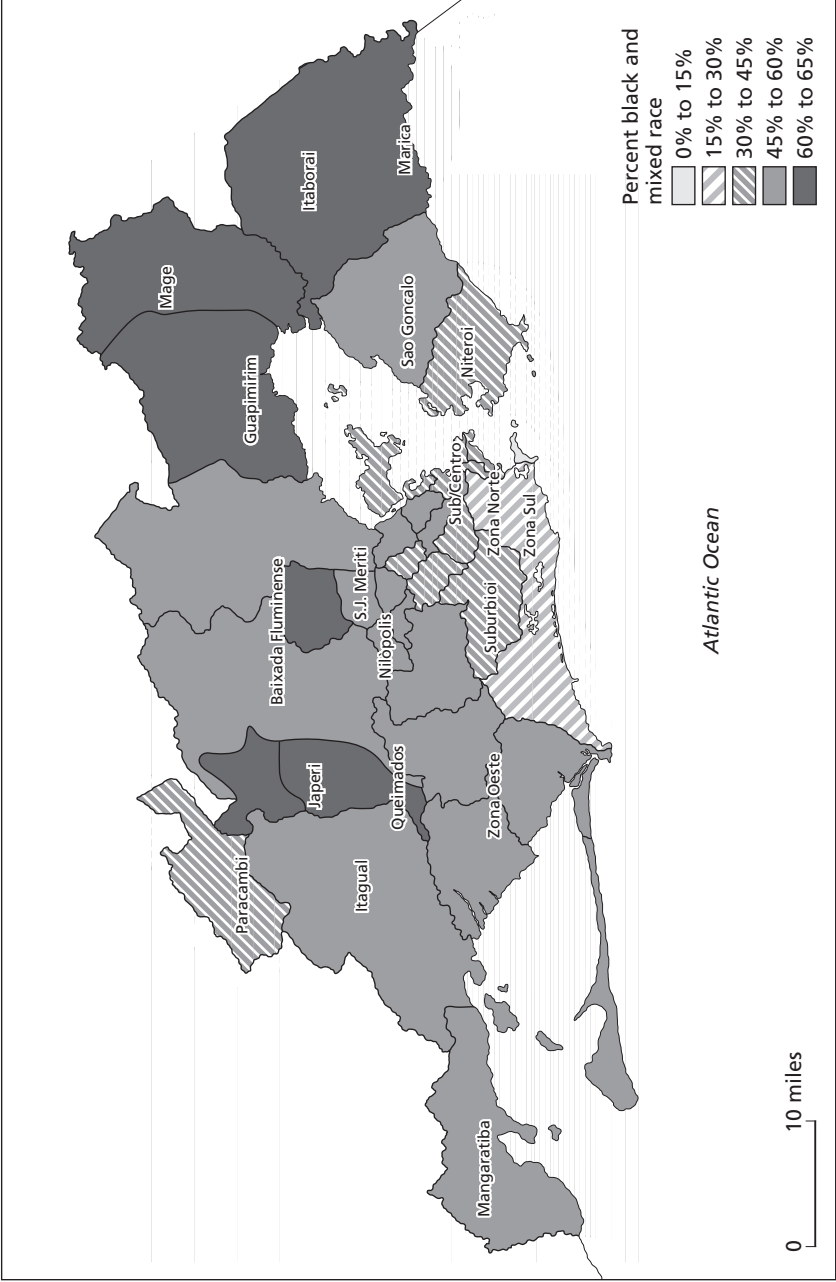 Mage
Itaborai
Guapimirim
Marica
Sao Goncalo
Niteroi
Baixada Fluminense
S.J. Meriti
Nilòpolis
Sub/Centro
Zona Norte
Zona Sul
Suburbioi
Paracambi
Japeri
Itagual
Queimados
Zona Oeste
Mangaratiba
Atlantic Ocean
0 10 miles
Percent black and
mixed race
0% to 15%
15% to 30%
30% to 45%
45% to 60%
60% to 65%